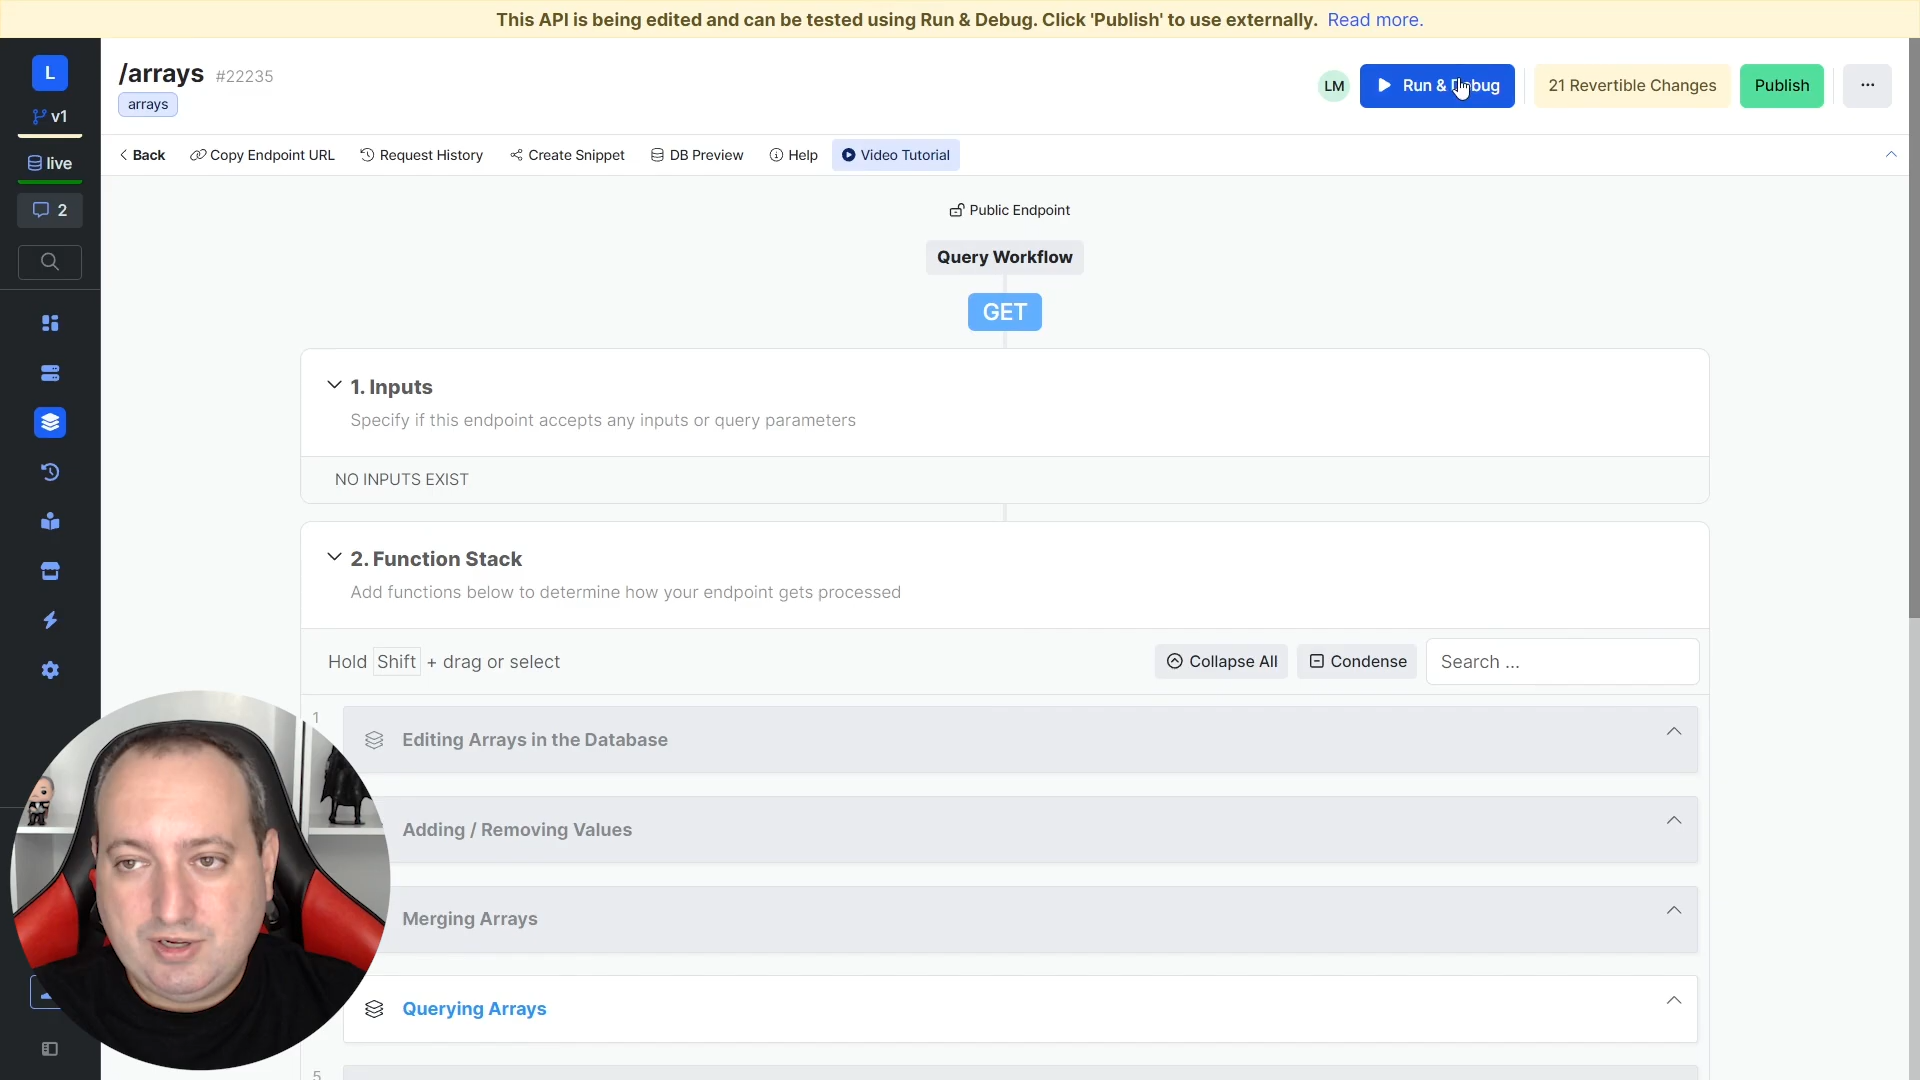 This API is being edited and can be tested using Run & Debug. Click 'Publish' to use externally. Read more.
L
v1
live
2
/arrays #22235
arrays
LM
Run & Debug
21 Revertible Changes
Publish
Back
Copy Endpoint URL
Request History
Create Snippet
DB Preview
Help
Video Tutorial
Public Endpoint
Query Workflow
GET
1. Inputs
Specify if this endpoint accepts any inputs or query parameters
NO INPUTS EXIST
2. Function Stack
Add functions below to determine how your endpoint gets processed
Hold Shift + drag or select
Collapse All
Condense
Search ...
1
Editing Arrays in the Database
Adding / Removing Values
Merging Arrays
Querying Arrays
5